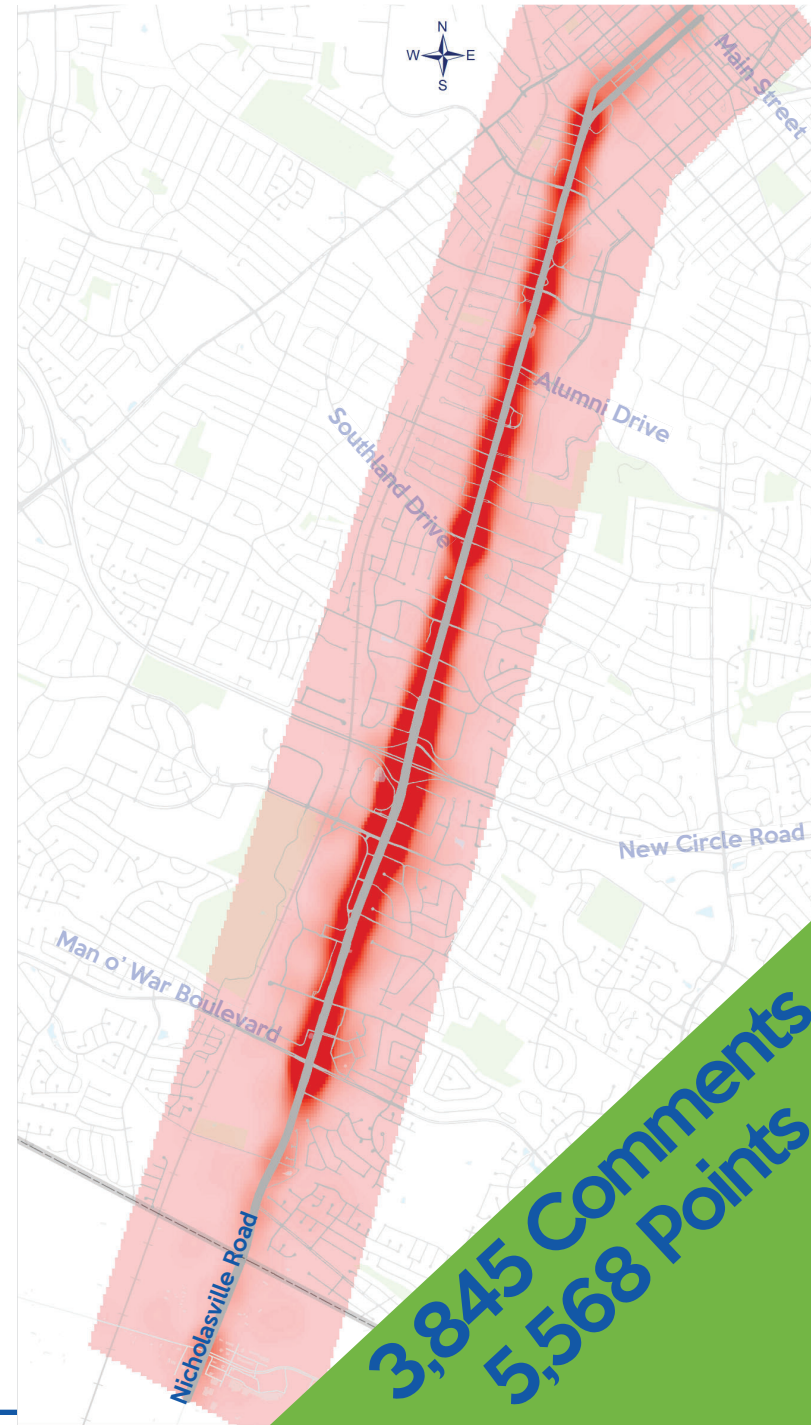 N
W E
S
Main Street
Alumni Drive
Southland Drive
New Circle Road
Man o' War Boulevard
Nicholasville Road
3,845 Comments
5,568 Points